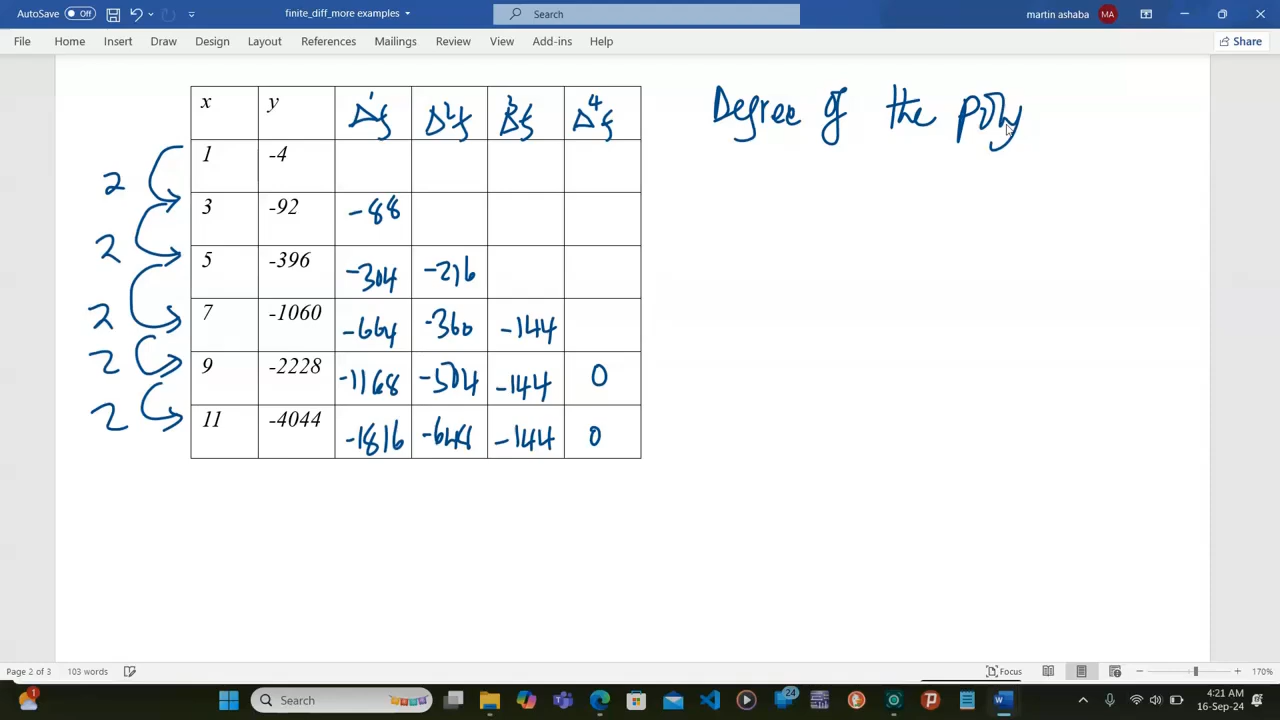 AutoSave Off finite_diff_more examples Search martin ashaba MA
File Home Insert Draw Design Layout References Mailings Review View Add-ins Help Share
x y Δ¹f Δ²f Δ³f Δ⁴f Degree of the poly
1 -4
2
3 -92 -88
2
5 -396 -304 -216
2
7 -1060 -664 -360 -144
2
9 -2228 -1168 -504 -144 0
2
11 -4044 -1816 -648 -144 0
Page 2 of 3 103 words Focus 170%
1 Search 24 4:21 AM
16-Sep-24